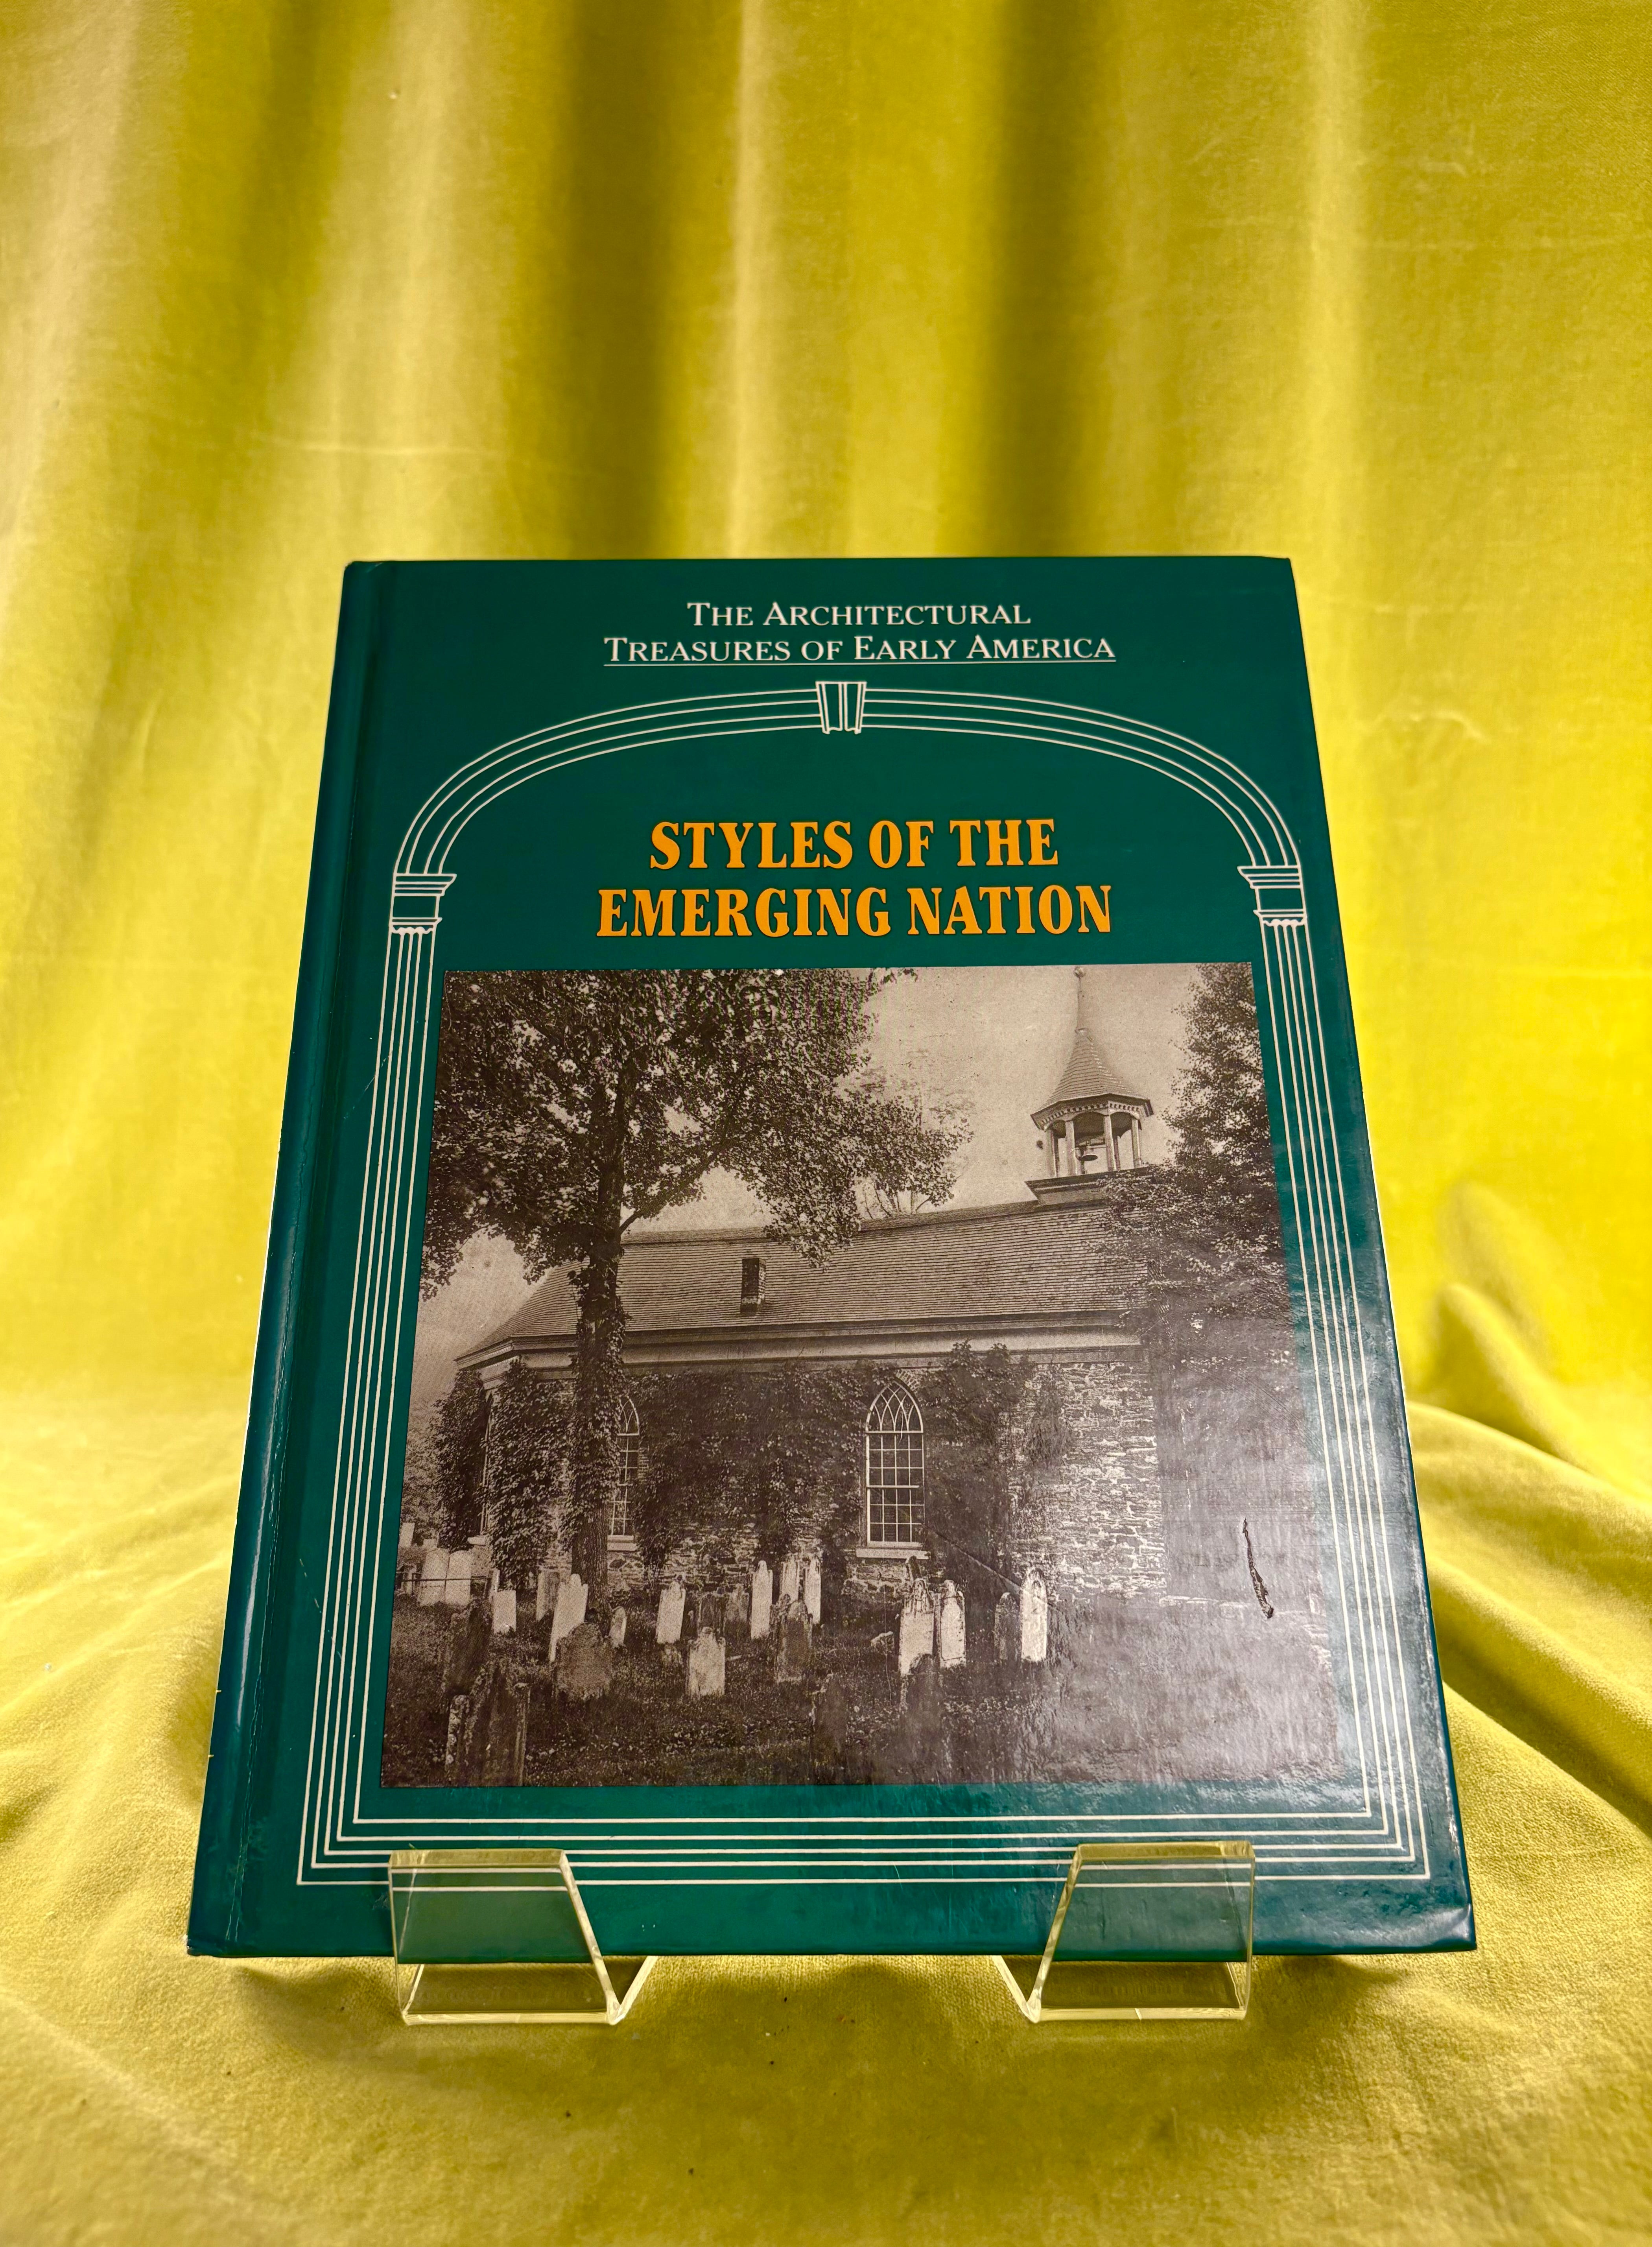 THE ARCHITECTURAL
TREASURES OF EARLY AMERICA
STYLES OF THE
EMERGING NATION